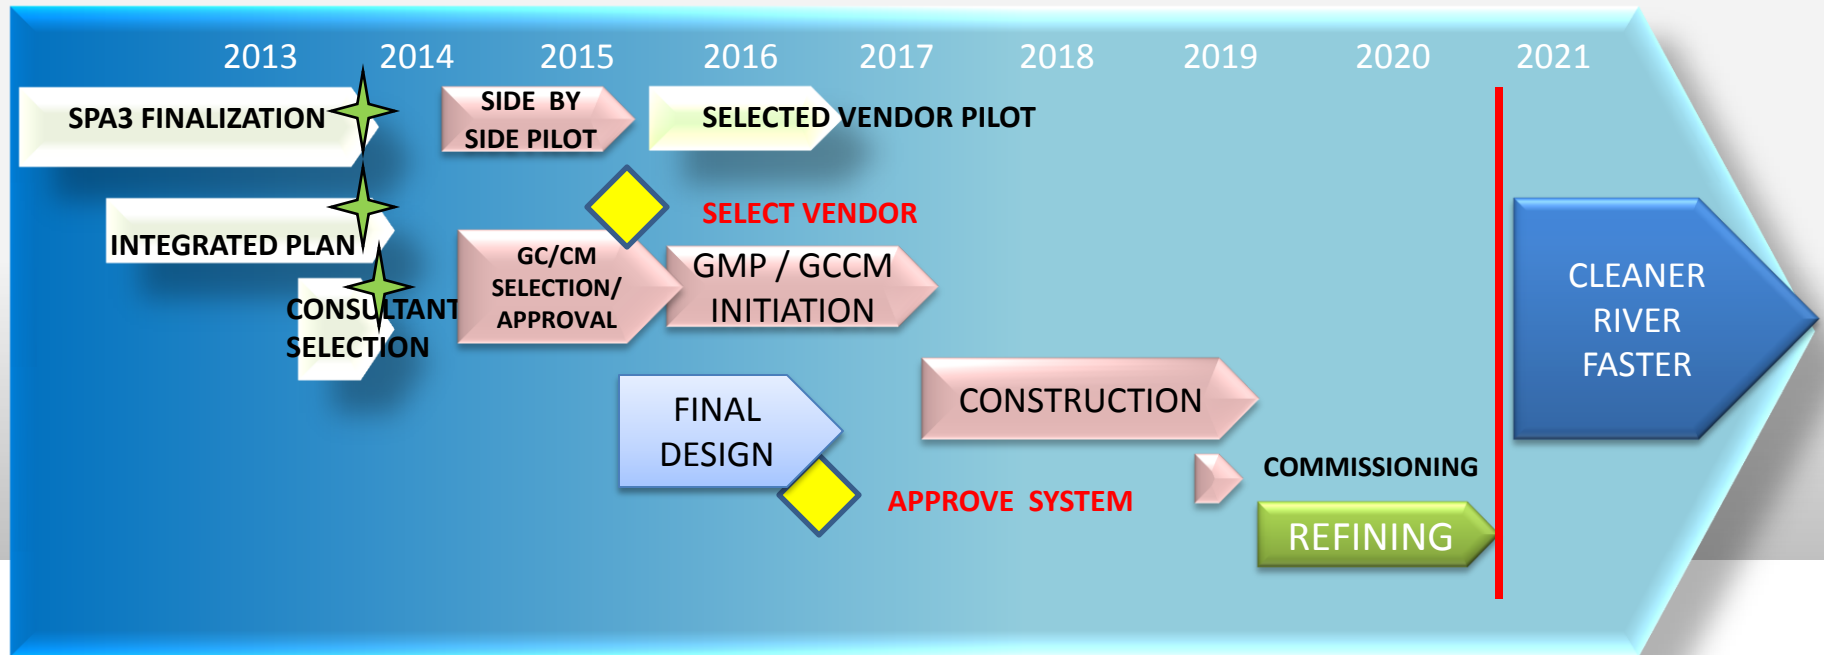 2013 2014 2015 2016 2017 2018 2019 2020 2021
SPA3 FINALIZATION
SIDE BY
SIDE PILOT
SELECTED VENDOR PILOT
SELECT VENDOR
INTEGRATED PLAN
GC/CM
SELECTION/
APPROVAL
GMP / GCCM
INITIATION
CONSULTANT
SELECTION
CLEANER
RIVER
FASTER
FINAL
DESIGN
CONSTRUCTION
COMMISSIONING
APPROVE SYSTEM
REFINING